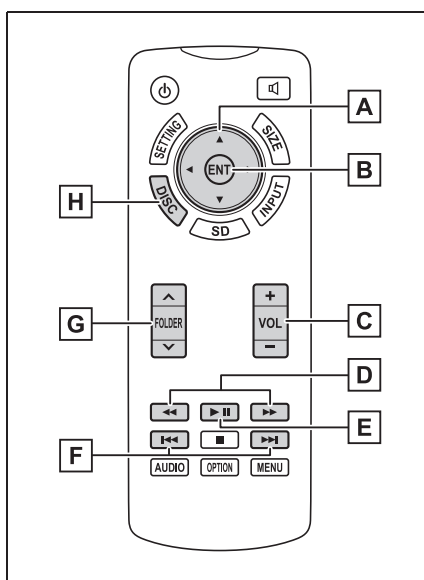 A
SETTING
SIZE
ENT
B
H
DISC
INPUT
SD
G
FOLDER
+
VOL
−
C
D
E
F
AUDIO
OPTION
MENU